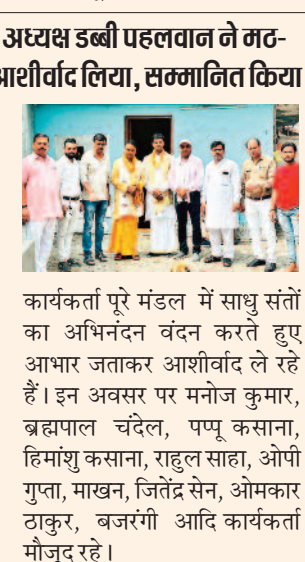 अध्यक्ष डब्बी पहलवान ने मठ-
आशीर्वाद लिया, सम्मानित किया
कार्यकर्ता पूरे मंडल में साधु संतों
का अभिनंदन वंदन करते हुए
आभार जताकर आशीर्वाद ले रहे
हैं। इन अवसर पर मनोज कुमार,
ब्रह्मपाल चंदेल, पप्पू कसाना,
हिमांशु कसाना, राहुल साहा, ओपी
गुप्ता, माखन, जितेंद्र सेन, ओमकार
ठाकुर, बजरंगी आदि कार्यकर्ता
मौजूद रहे।